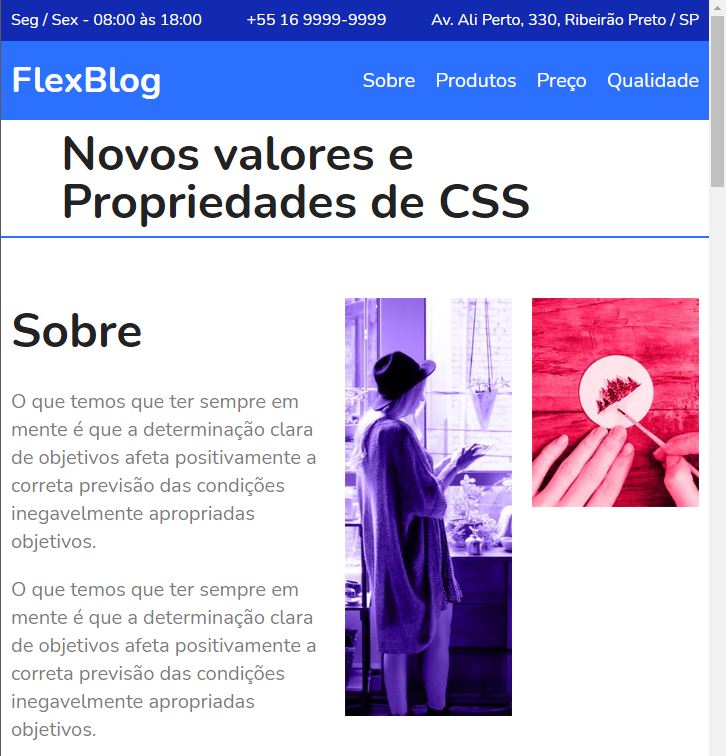 Seg / Sex - 08:00 às 18:00 +55 16 9999-9999 Av. Ali Perto, 330, Ribeirão Preto / SP
FlexBlog Sobre Produtos Preço Qualidade
Novos valores e
Propriedades de CSS
Sobre
O que temos que ter sempre em
mente é que a determinação clara
de objetivos afeta positivamente a
correta previsão das condições
inegavelmente apropriadas
objetivos.
O que temos que ter sempre em
mente é que a determinação clara
de objetivos afeta positivamente a
correta previsão das condições
inegavelmente apropriadas
objetivos.